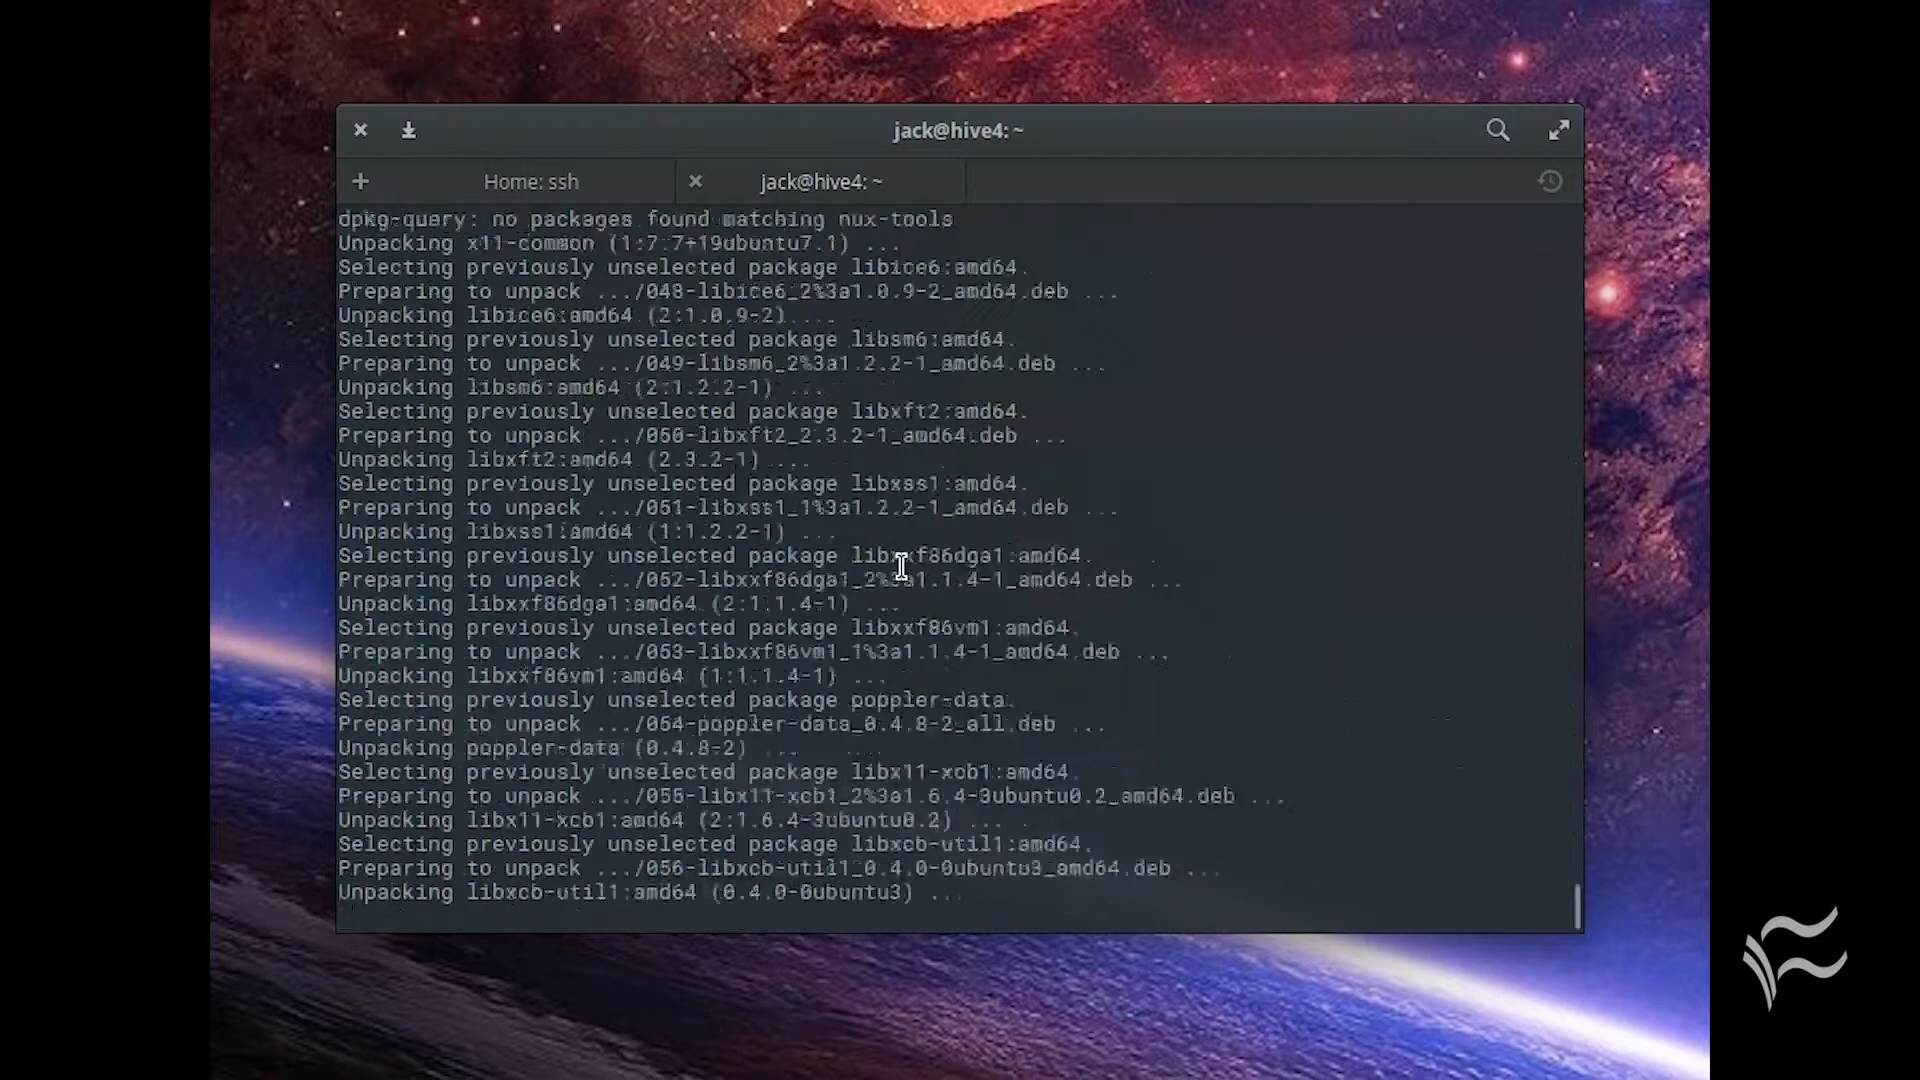 jack@hive4: ~
Home: ssh
jack@hive4: ~
dpkg-query: no packages found matching nux-tools
Unpacking x11-common (1:7.7+19ubuntu7.1) ...
Selecting previously unselected package libice6:amd64.
Preparing to unpack .../048-libice6_2%3a1.0.9-2_amd64.deb ...
Unpacking libice6:amd64 (2:1.0.9-2) ...
Selecting previously unselected package libsm6:amd64.
Preparing to unpack .../049-libsm6_2%3a1.2.2-1_amd64.deb ...
Unpacking libsm6:amd64 (2:1.2.2-1) ...
Selecting previously unselected package libxft2:amd64.
Preparing to unpack .../050-libxft2_2.3.2-1_amd64.deb ...
Unpacking libxft2:amd64 (2.3.2-1) ...
Selecting previously unselected package libxss1:amd64.
Preparing to unpack .../051-libxss1_1%3a1.2.2-1_amd64.deb ...
Unpacking libxss1:amd64 (1:1.2.2-1) ...
Selecting previously unselected package libxxf86dga1:amd64.
Preparing to unpack .../052-libxxf86dga1_2%3a1.1.4-1_amd64.deb ...
Unpacking libxxf86dga1:amd64 (2:1.1.4-1) ...
Selecting previously unselected package libxxf86vm1:amd64.
Preparing to unpack .../053-libxxf86vm1_1%3a1.1.4-1_amd64.deb ...
Unpacking libxxf86vm1:amd64 (1:1.1.4-1) ...
Selecting previously unselected package poppler-data.
Preparing to unpack .../054-poppler-data_0.4.8-2_all.deb ...
Unpacking poppler-data (0.4.8-2) ...
Selecting previously unselected package libx11-xcb1:amd64.
Preparing to unpack .../055-libx11-xcb1_2%3a1.6.4-3ubuntu0.2_amd64.deb ...
Unpacking libx11-xcb1:amd64 (2:1.6.4-3ubuntu0.2) ...
Selecting previously unselected package libxcb-util1:amd64.
Preparing to unpack .../056-libxcb-util1_0.4.0-0ubuntu3_amd64.deb ...
Unpacking libxcb-util1:amd64 (0.4.0-0ubuntu3) ...